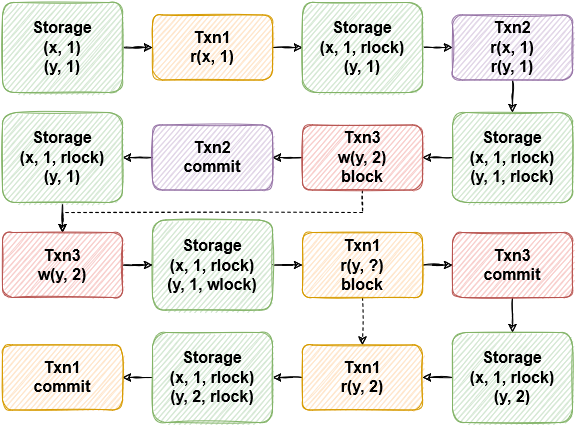 Storage
(x, 1)
(y, 1)
Txn1
r(x, 1)
Storage
(x, 1, rlock)
(y, 1)
Txn2
r(x, 1)
r(y, 1)
Storage
(x, 1, rlock)
(y, 1, rlock)
Txn3
w(y, 2)
block
Txn2
commit
Storage
(x, 1, rlock)
(y, 1)
Txn3
w(y, 2)
Storage
(x, 1, rlock)
(y, 1, wlock)
Txn1
r(y, ?)
block
Txn3
commit
Storage
(x, 1, rlock)
(y, 2)
Txn1
r(y, 2)
Storage
(x, 1, rlock)
(y, 2, rlock)
Txn1
commit